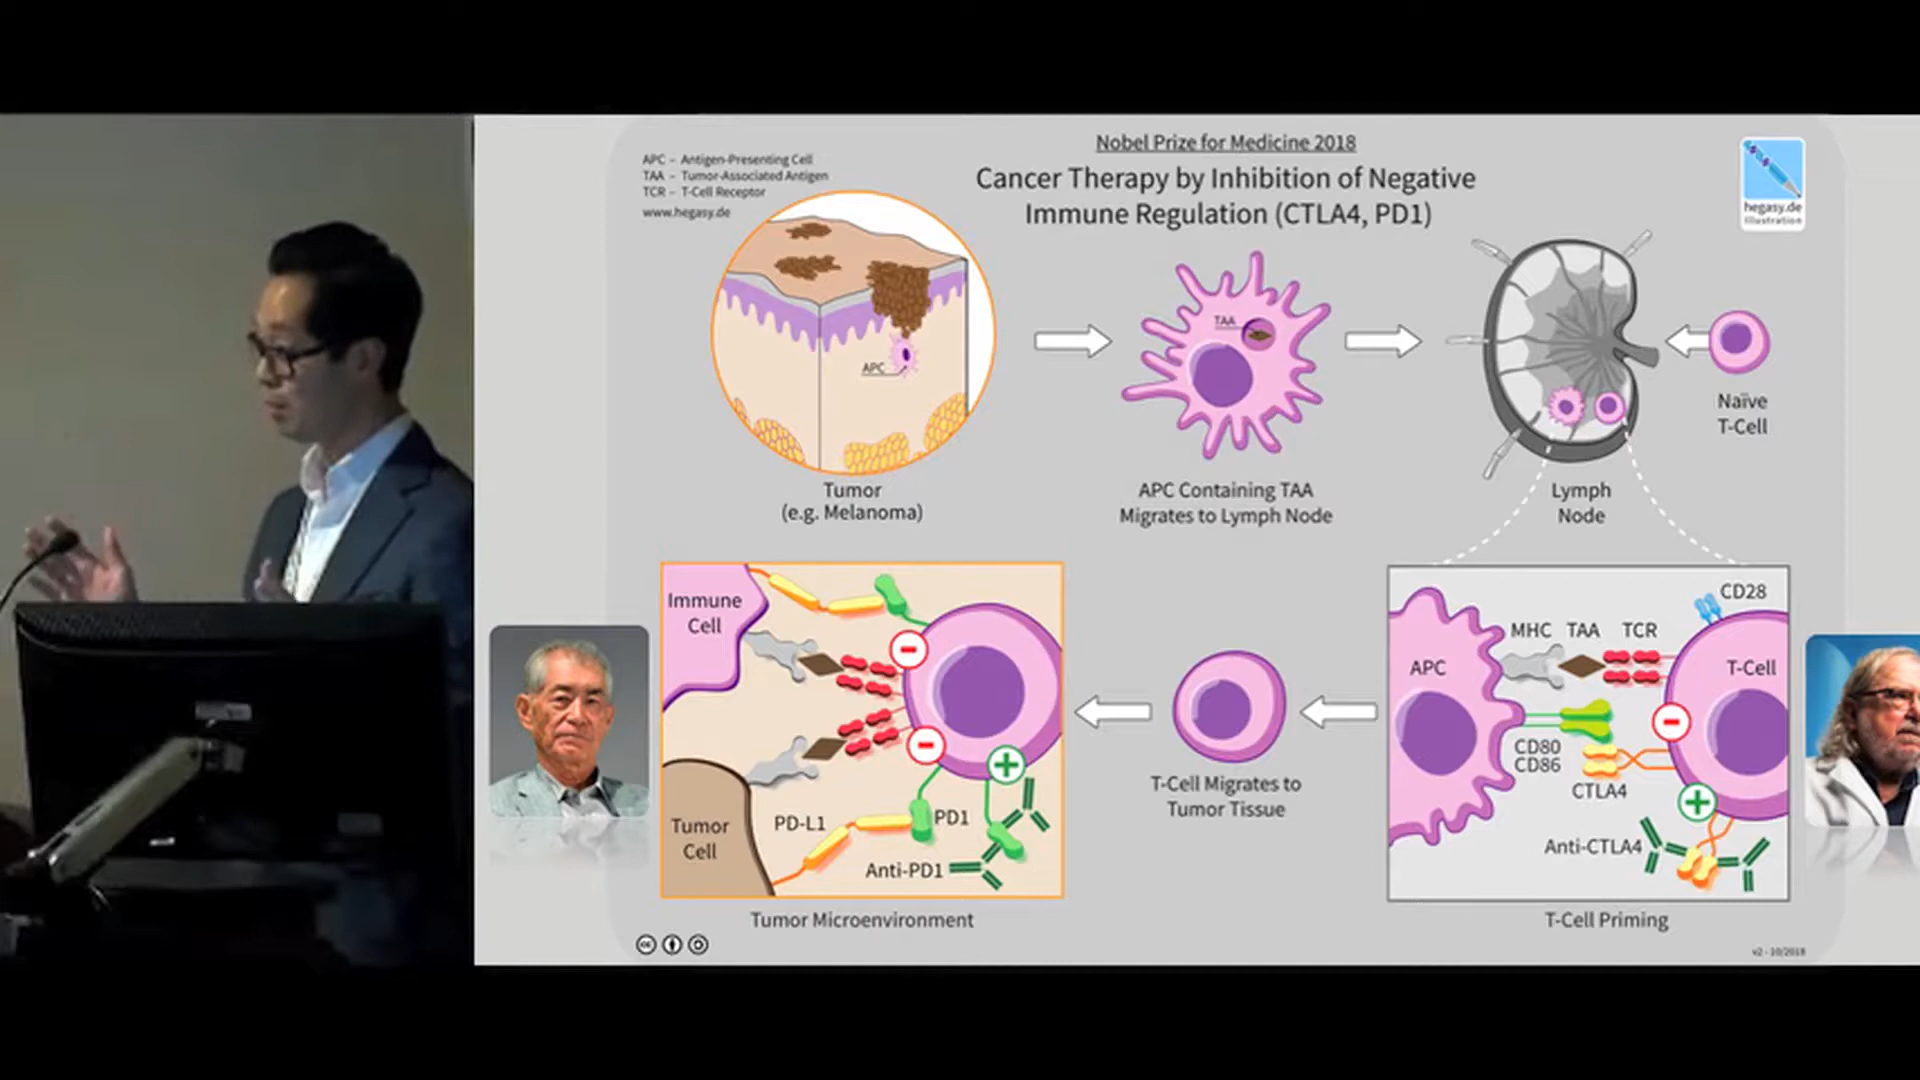 Nobel Prize for Medicine 2018
Cancer Therapy by Inhibition of Negative
Immune Regulation (CTLA4, PD1)
APC – Antigen-Presenting Cell
TAA – Tumor-Associated Antigen
TCR – T-Cell Receptor
www.hegasy.de
hegasy.de
Illustration
APC
Tumor
(e.g. Melanoma)
TAA
APC Containing TAA
Migrates to Lymph Node
Lymph
Node
Naïve
T-Cell
Immune
Cell
Tumor
Cell
PD-L1
PD1
Anti-PD1
Tumor Microenvironment
T-Cell Migrates to
Tumor Tissue
CD28
MHC TAA TCR
APC
T-Cell
CD80
CD86
CTLA4
Anti-CTLA4
T-Cell Priming
cc
v2 - 10/2018